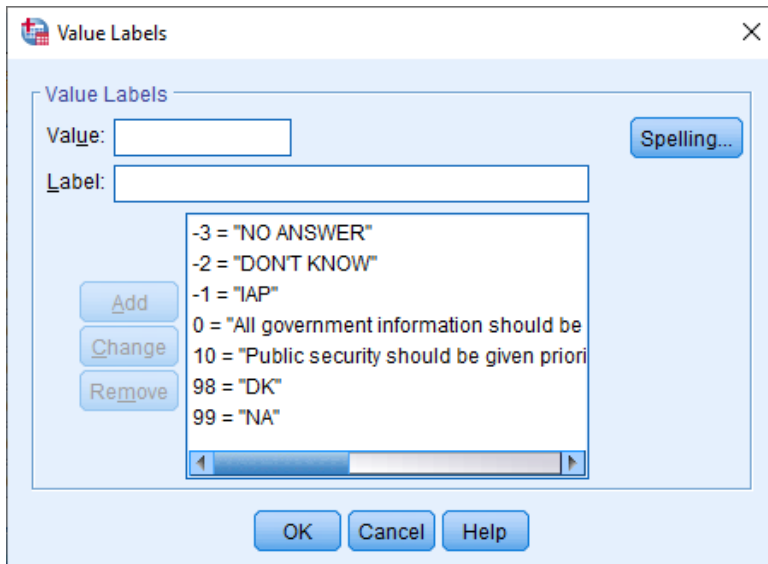 Value Labels
Value Labels
Value:
Spelling...
Label:
-3 = "NO ANSWER"
-2 = "DON'T KNOW"
-1 = "IAP"
0 = "All government information should be
10 = "Public security should be given priori
98 = "DK"
99 = "NA"
Add
Change
Remove
OK Cancel Help